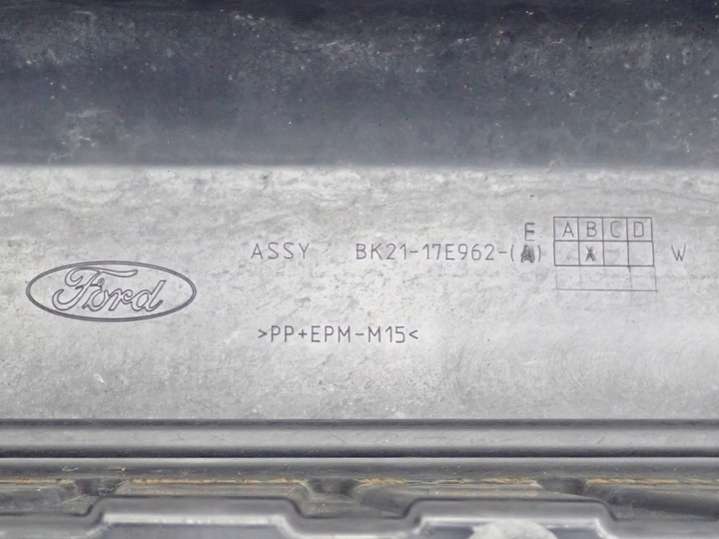 F A B C D
ASSY BK21-17E962-(A) X W
Ford
>PP+EPM-M15<